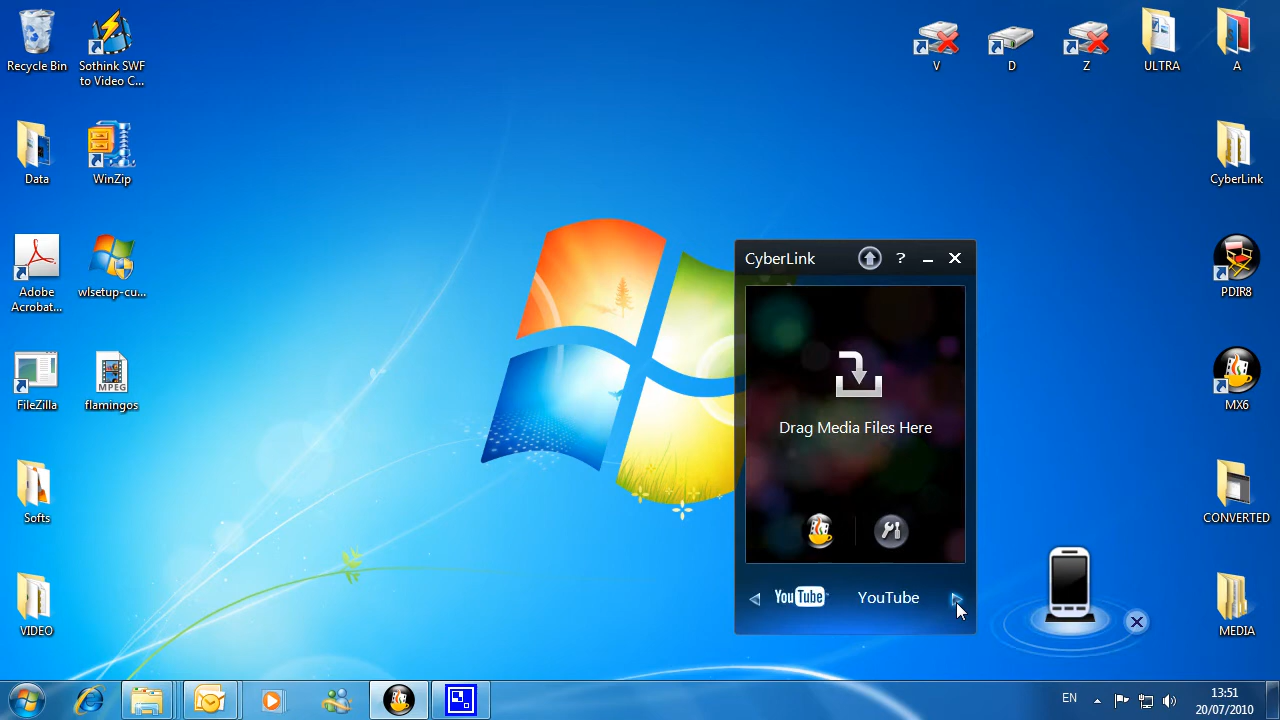 Recycle Bin
Sothink SWF
to Video C...
V
D
Z
ULTRA
A
Data
WinZip
CyberLink
Adobe
Acrobat...
wlsetup-cu...
PDIR8
FileZilla
MPEG
flamingos
MX6
Softs
CONVERTED
VIDEO
MEDIA
CyberLink
?
Drag Media Files Here
YouTube
YouTube
EN
13:51
20/07/2010